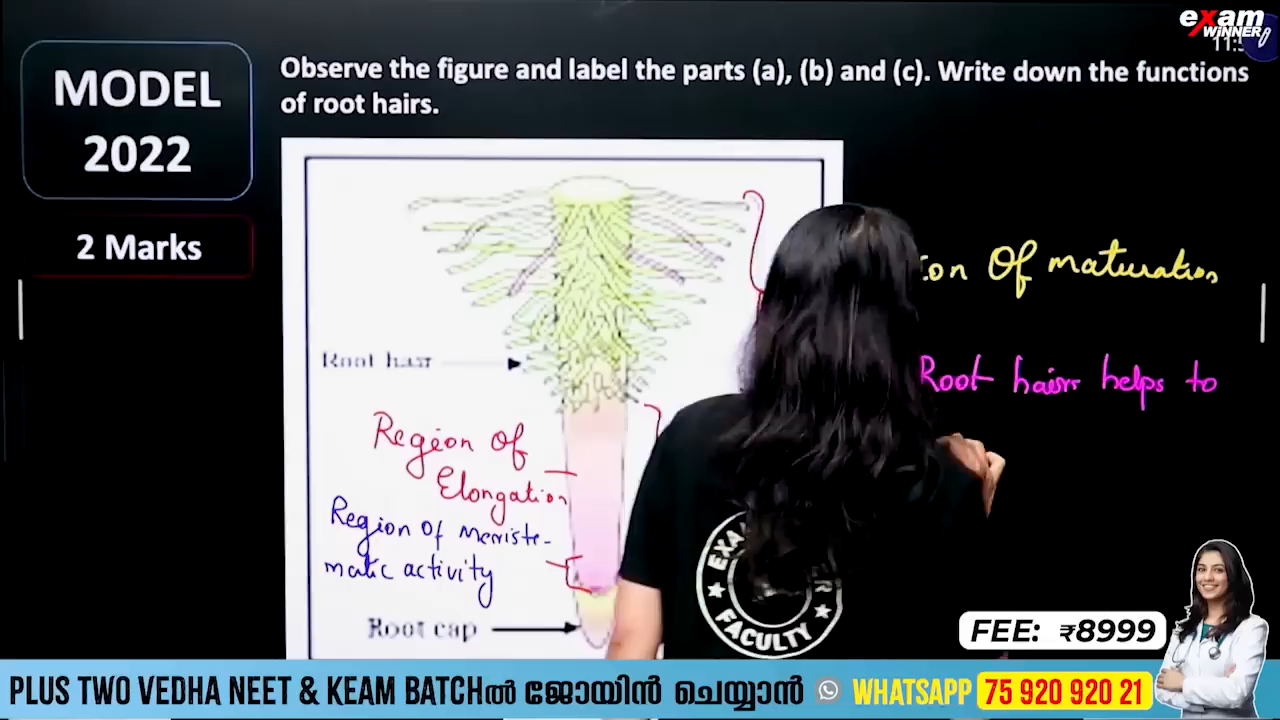 exam
WINNER
MODEL
2022
2 Marks
Observe the figure and label the parts (a), (b) and (c). Write down the functions
of root hairs.
Root hair
Region of
Elongation
Region of meriste-
matic activity
Root cap
Of maturation
Root hairs helps to
FACULTY
FEE: ₹8999
PLUS TWO VEDHA NEET & KEAM BATCHൽ ജോയിൻ ചെയ്യാൻ WHATSAPP 75 920 920 21